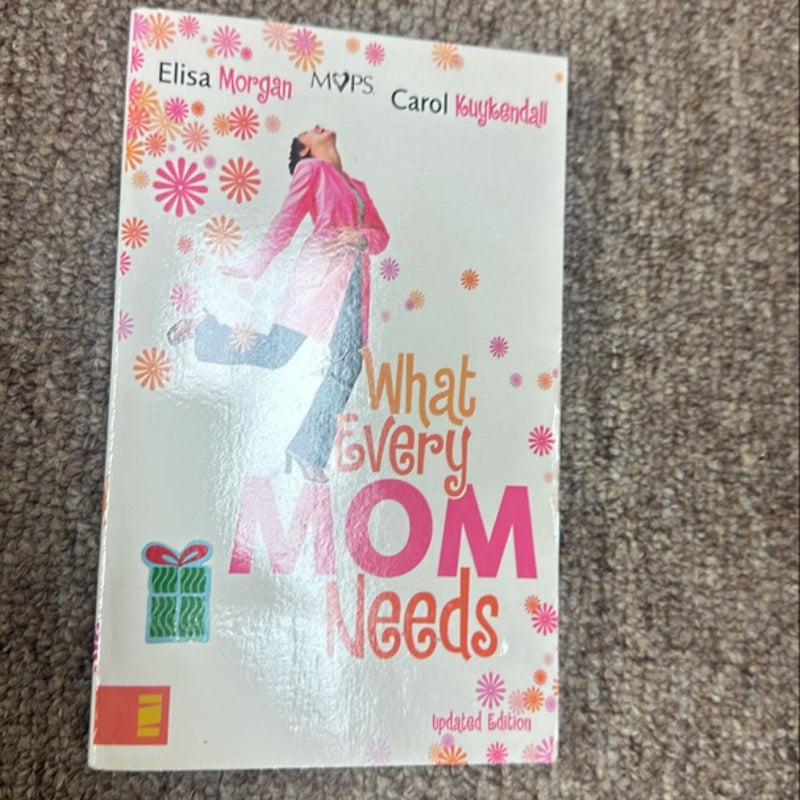 Elisa Morgan MOPS Carol Kuykendall
What
Every
MOM
Needs
updated Edition